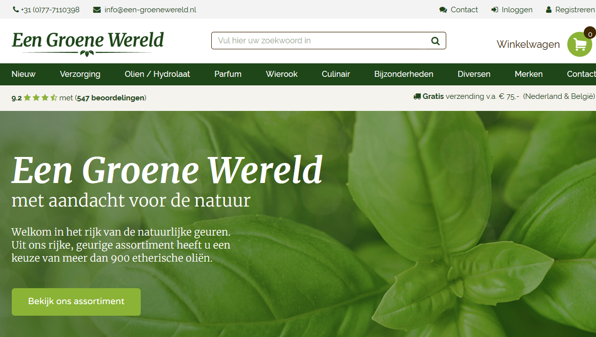 +31 (0)77-7110398 info@een-groenewereld.nl Contact Inloggen Registreren
Een Groene Wereld
Vul hier uw zoekwoord in
Winkelwagen 0
Nieuw Verzorging Olien / Hydrolaat Parfum Wierook Culinair Bijzonderheden Diversen Merken Contact
9.2 met (547 beoordelingen) Gratis verzending v.a. € 75,- (Nederland & België)
Een Groene Wereld
met aandacht voor de natuur
Welkom in het rijk van de natuurlijke geuren.
Uit ons rijke, geurige assortiment heeft u een
keuze van meer dan 900 etherische oliën.
Bekijk ons assortiment